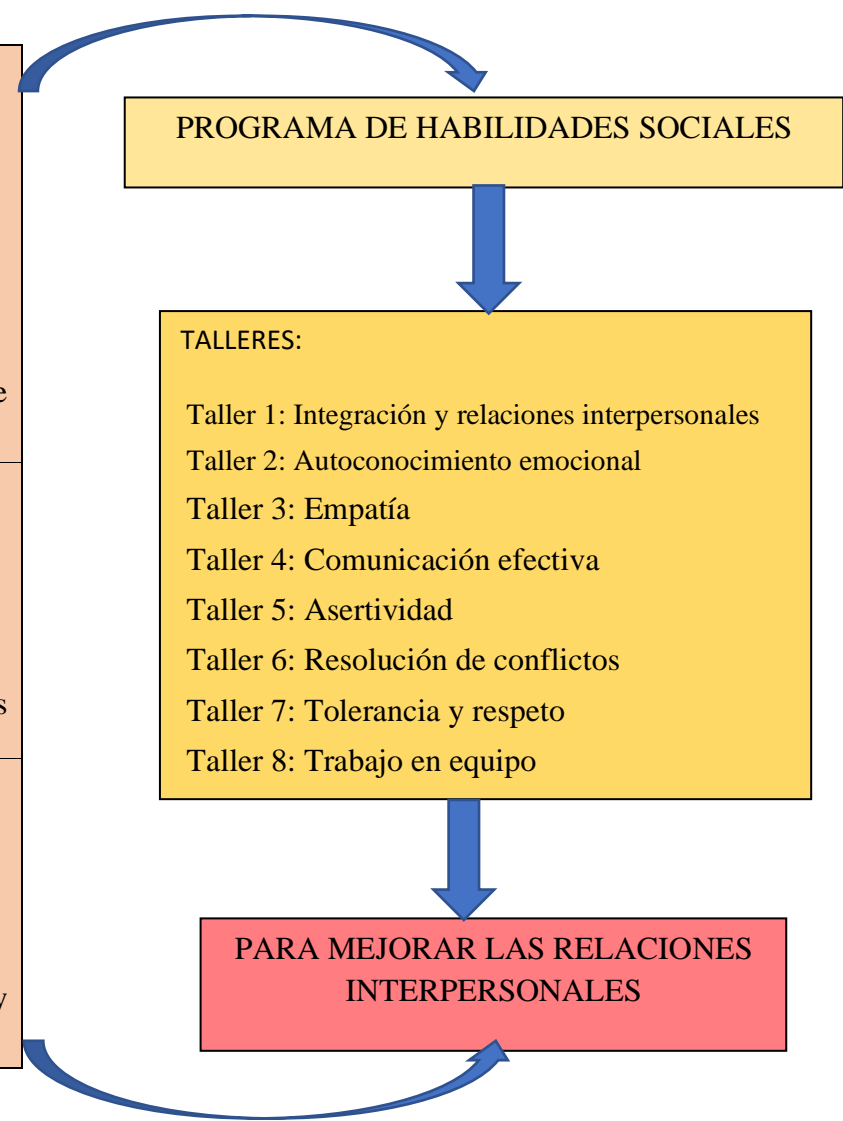 PROGRAMA DE HABILIDADES SOCIALES
TALLERES:
Taller 1: Integración y relaciones interpersonales
Taller 2: Autoconocimiento emocional
Taller 3: Empatía
Taller 4: Comunicación efectiva
Taller 5: Asertividad
Taller 6: Resolución de conflictos
Taller 7: Tolerancia y respeto
Taller 8: Trabajo en equipo
PARA MEJORAR LAS RELACIONES
INTERPERSONALES